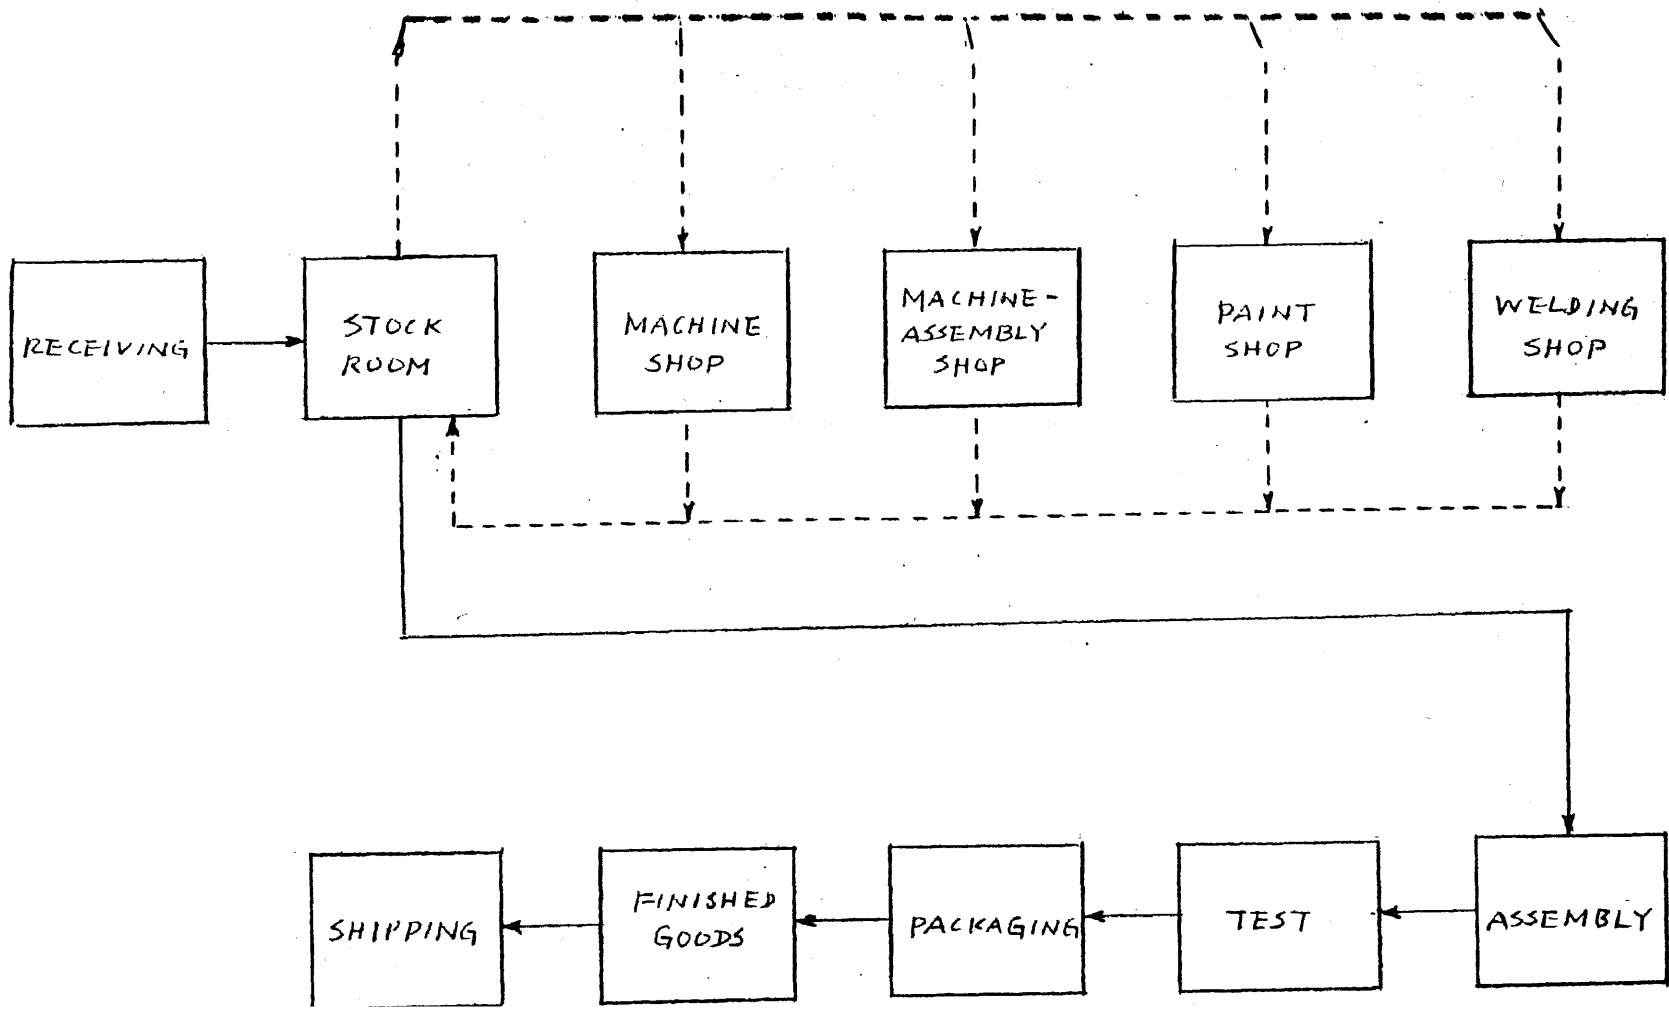 RECEIVING
STOCK
ROOM
MACHINE
SHOP
MACHINE-
ASSEMBLY
SHOP
PAINT
SHOP
WELDING
SHOP
SHIPPING
FINISHED
GOODS
PACKAGING
TEST
ASSEMBLY